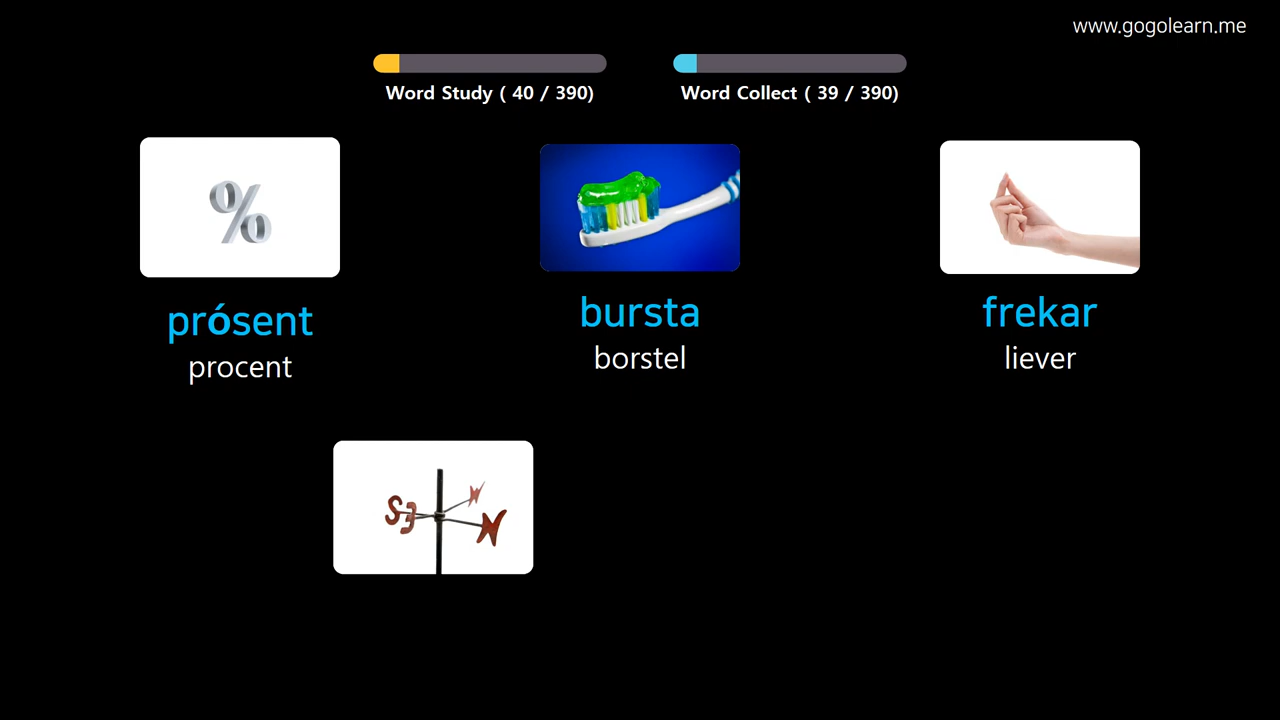 www.gogolearn.me
Word Study ( 40 / 390)
Word Collect ( 39 / 390)
%
prósent
procent
bursta
borstel
frekar
liever
S
E
N
W